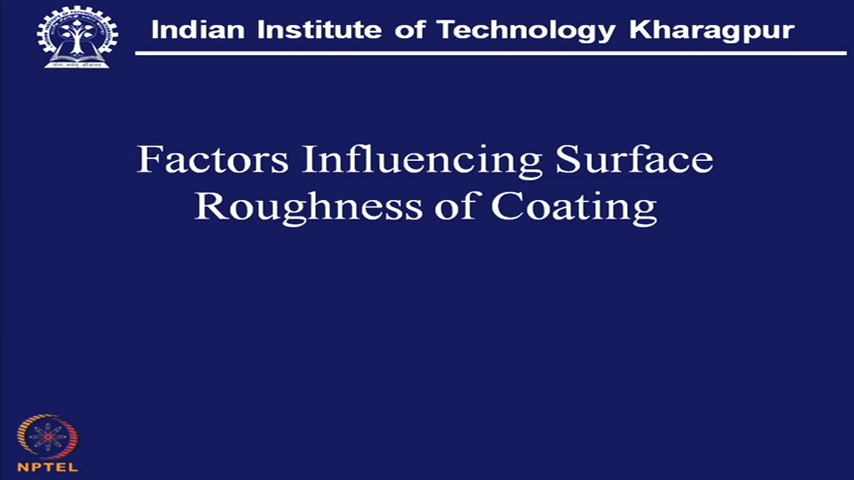 Indian Institute of Technology Kharagpur
Factors Influencing Surface
Roughness of Coating
NPTEL